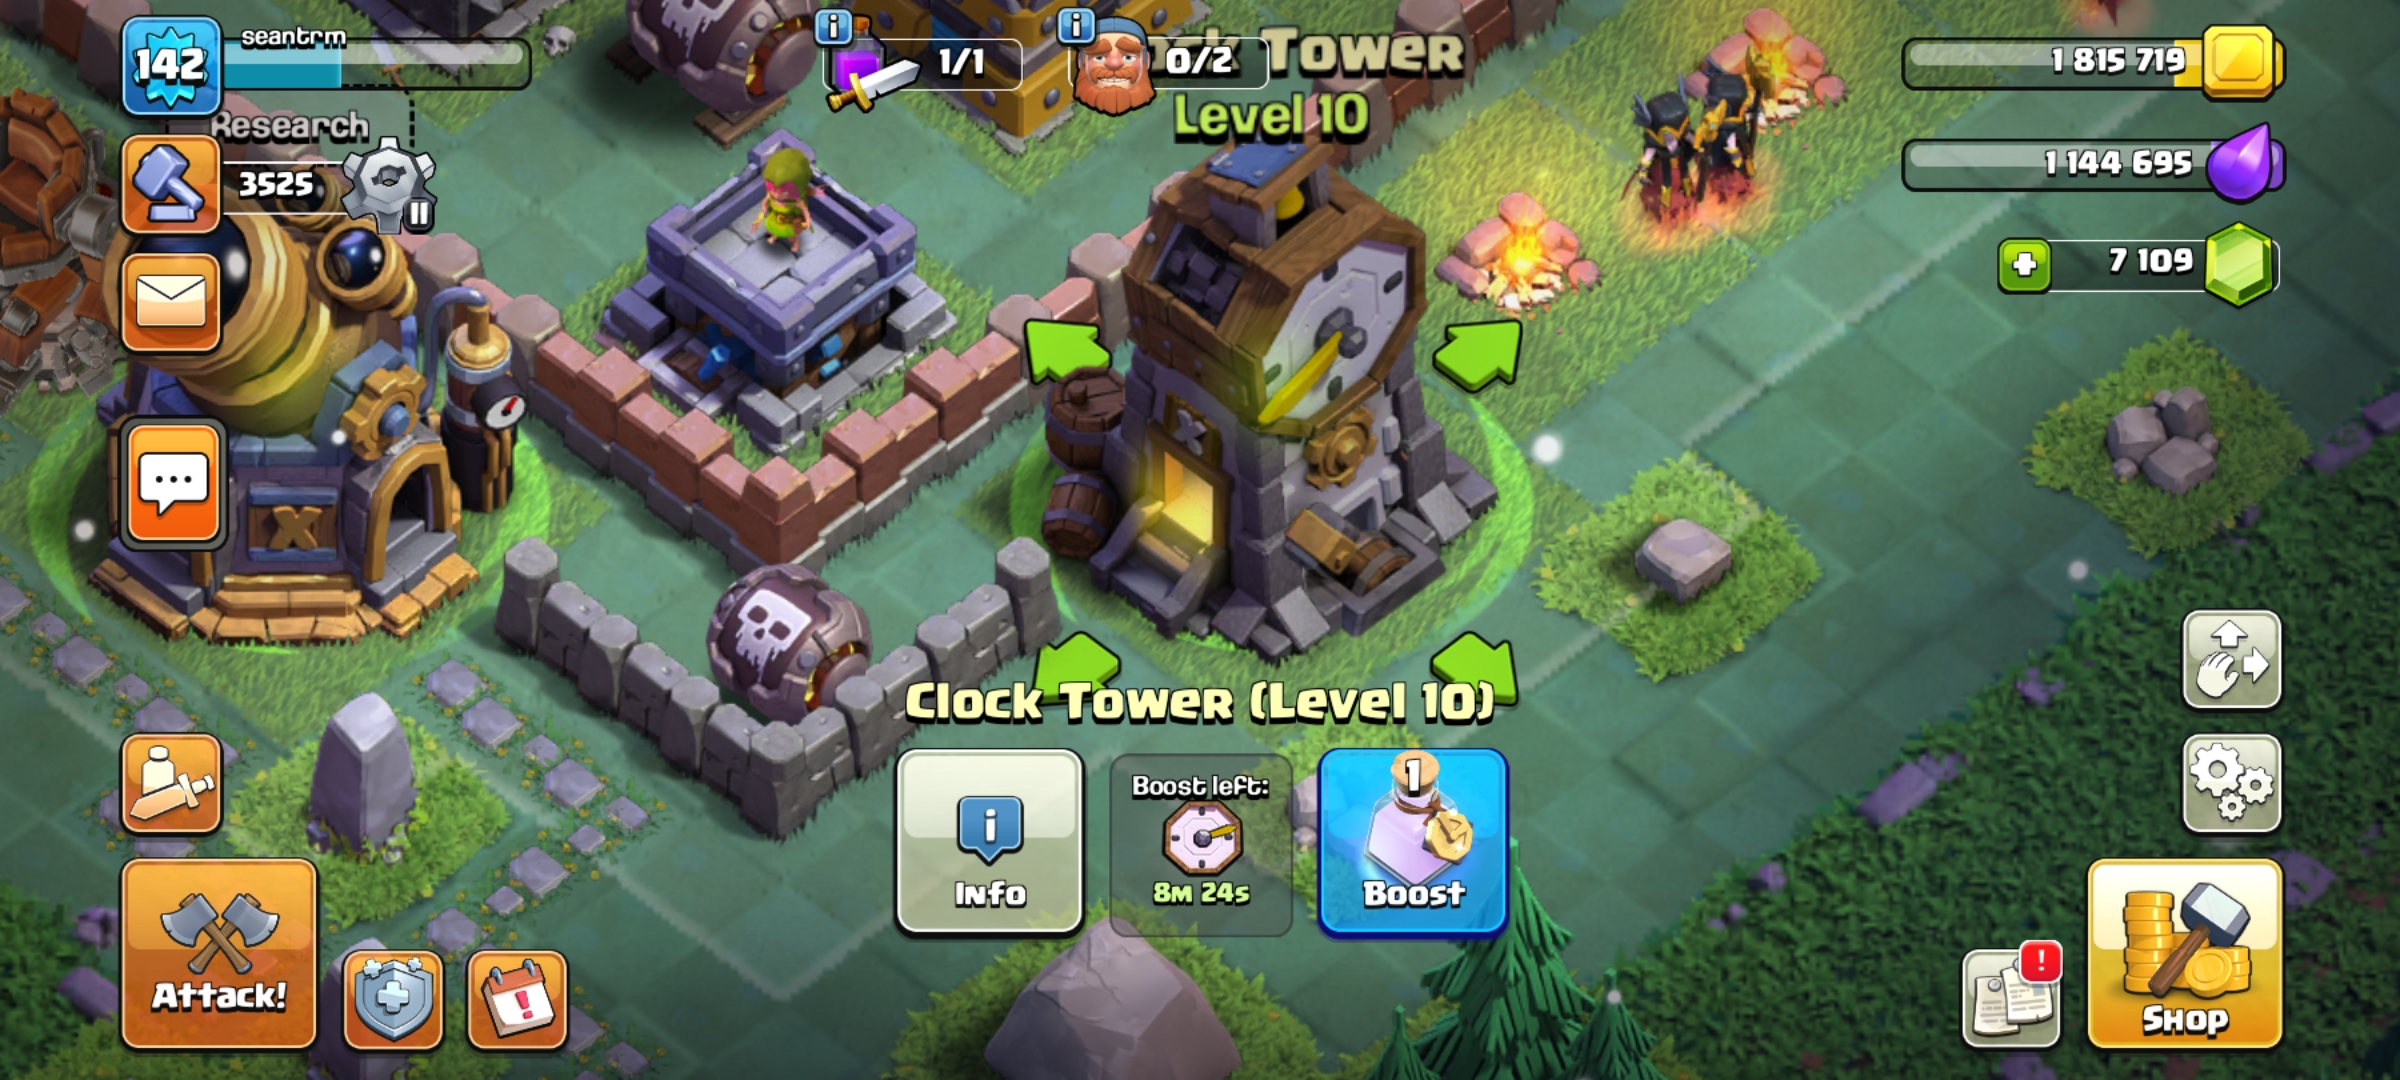 142
seantrm
1/1
0/2
ck Tower
Level 10
1 815 719
Research
3525
1 144 695
7 109
Clock Tower (Level 10)
Info
Boost left:
8m 24s
1
Boost
Attack!
Shop